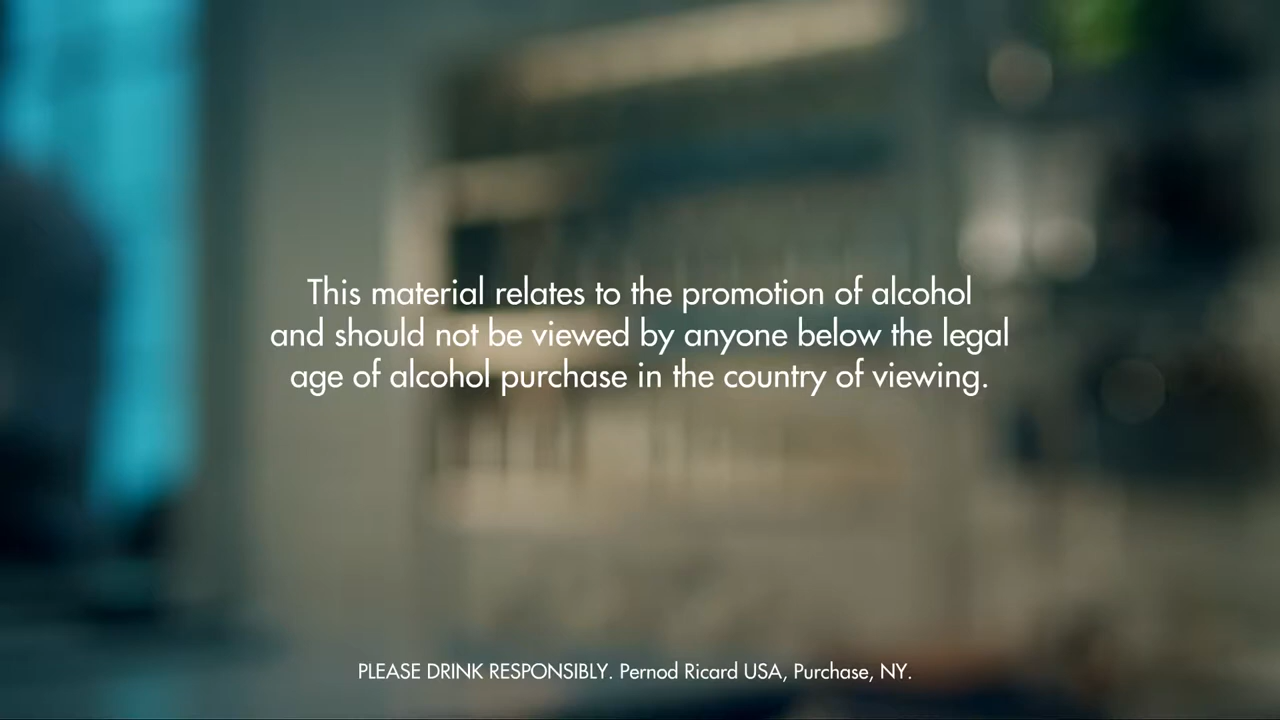 This material relates to the promotion of alcohol
and should not be viewed by anyone below the legal
age of alcohol purchase in the country of viewing.
PLEASE DRINK RESPONSIBLY. Pernod Ricard USA, Purchase, NY.